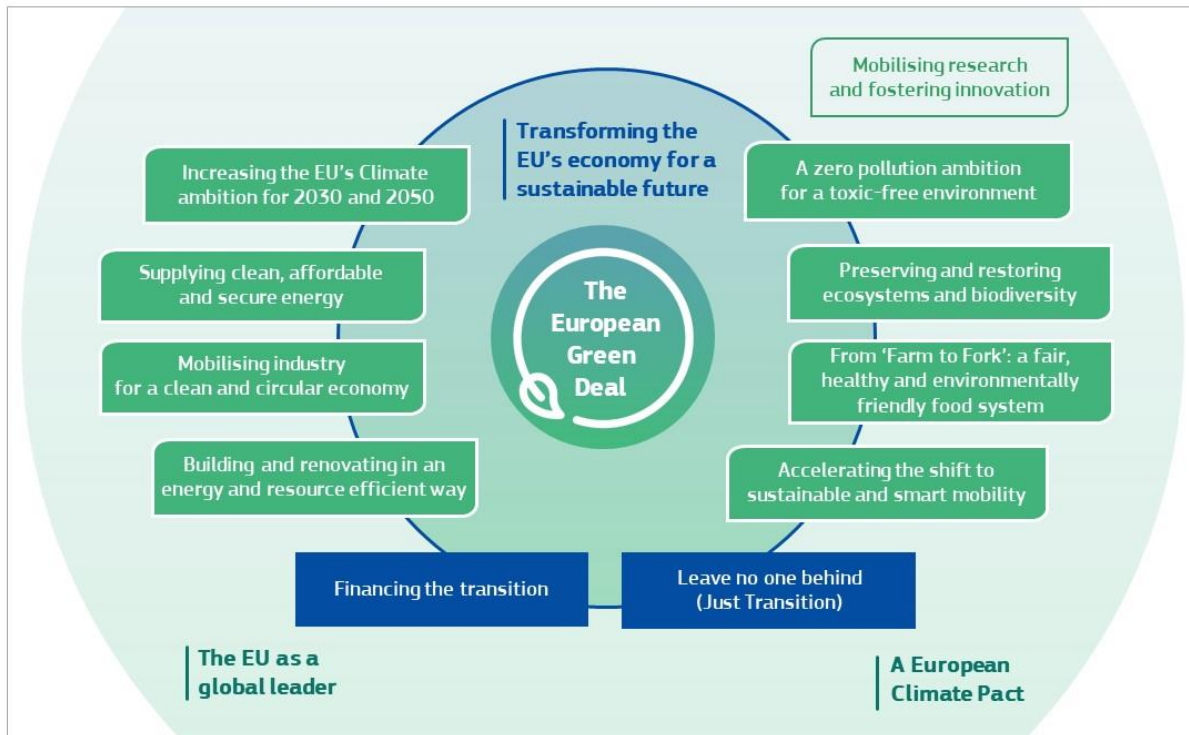 Mobilising research
and fostering innovation
Transforming the
EU's economy for a
sustainable future
Increasing the EU's Climate
ambition for 2030 and 2050
A zero pollution ambition
for a toxic-free environment
Supplying clean, affordable
and secure energy
Preserving and restoring
ecosystems and biodiversity
The
European
Green
Deal
Mobilising industry
for a clean and circular economy
From ‘Farm to Fork’: a fair,
healthy and environmentally
friendly food system
Building and renovating in an
energy and resource efficient way
Accelerating the shift to
sustainable and smart mobility
Financing the transition
Leave no one behind
(Just Transition)
The EU as a
global leader
A European
Climate Pact